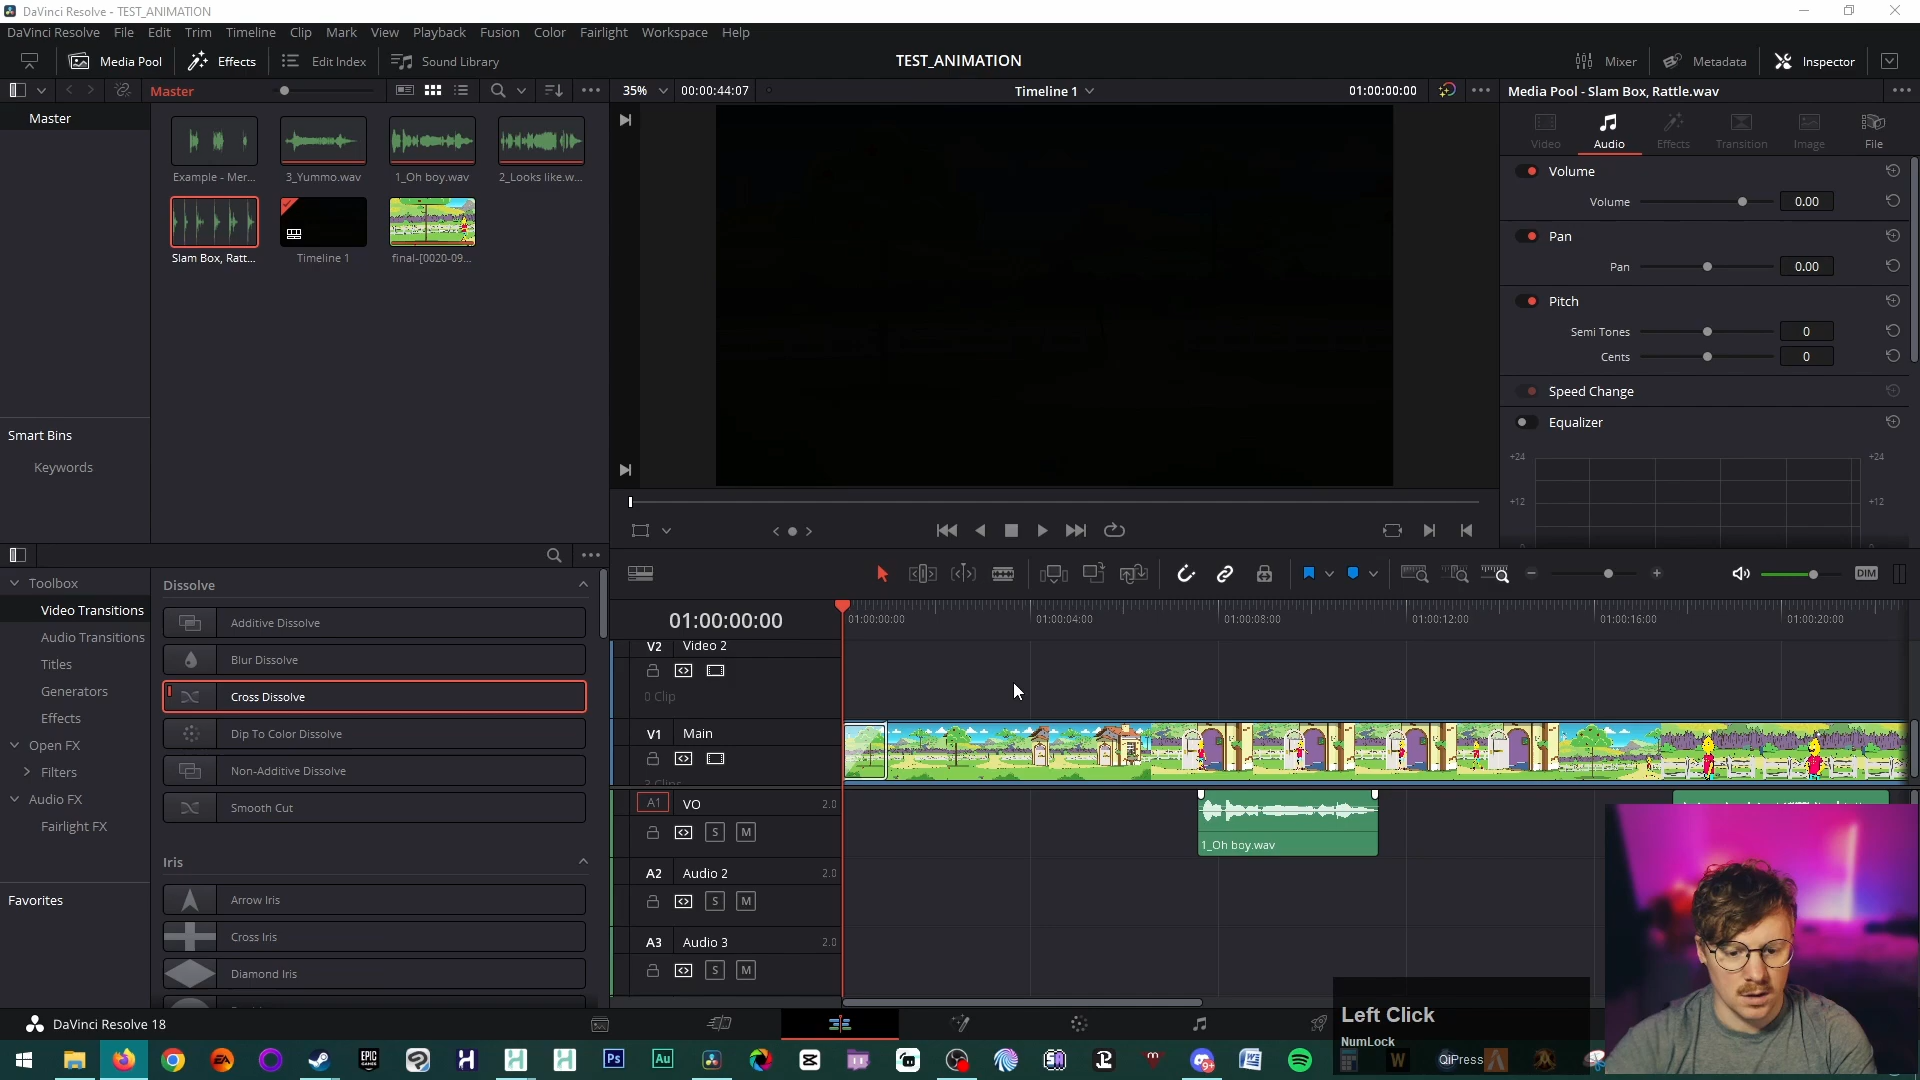 DaVinci Resolve - TEST_ANIMATION
DaVinci Resolve File Edit Trim Timeline Clip Mark View Playback Fusion Color Fairlight Workspace Help
Media Pool Effects Edit Index Sound Library TEST_ANIMATION Mixer Metadata Inspector
Master 35% 00:00:44:07 Timeline 1 01:00:00:00 Media Pool - Slam Box, Rattle.wav
Master
Video Audio Effects Transition Image File
Example - Mer... 3_Yummo.wav 1_Oh boy.wav 2_Looks like.w...
Slam Box, Ratt... Timeline 1 final-[0020-09...
Volume
Volume 0.00
Pan
Pan 0.00
Pitch
Semi Tones 0
Cents 0
Speed Change
Equalizer
+24 +24
+12 +12
Smart Bins
Keywords
Toolbox
Video Transitions
Audio Transitions
Titles
Generators
Effects
Open FX
Filters
Audio FX
Fairlight FX
Favorites
Dissolve
Additive Dissolve
Blur Dissolve
Cross Dissolve
Dip To Color Dissolve
Non-Additive Dissolve
Smooth Cut
Iris
Arrow Iris
Cross Iris
Diamond Iris
DIM
01:00:00:00
01:00:00:00 01:00:04:00 01:00:08:00 01:00:12:00 01:00:16:00 01:00:20:00
V2 Video 2
0 Clip
V1 Main
A1 VO 2.0
S M
1_Oh boy.wav
A2 Audio 2 2.0
S M
A3 Audio 3 2.0
S M
DaVinci Resolve 18
Left Click
NumLock
QiPress
EA EPIC GAMES H H H Ps Au 9+ W